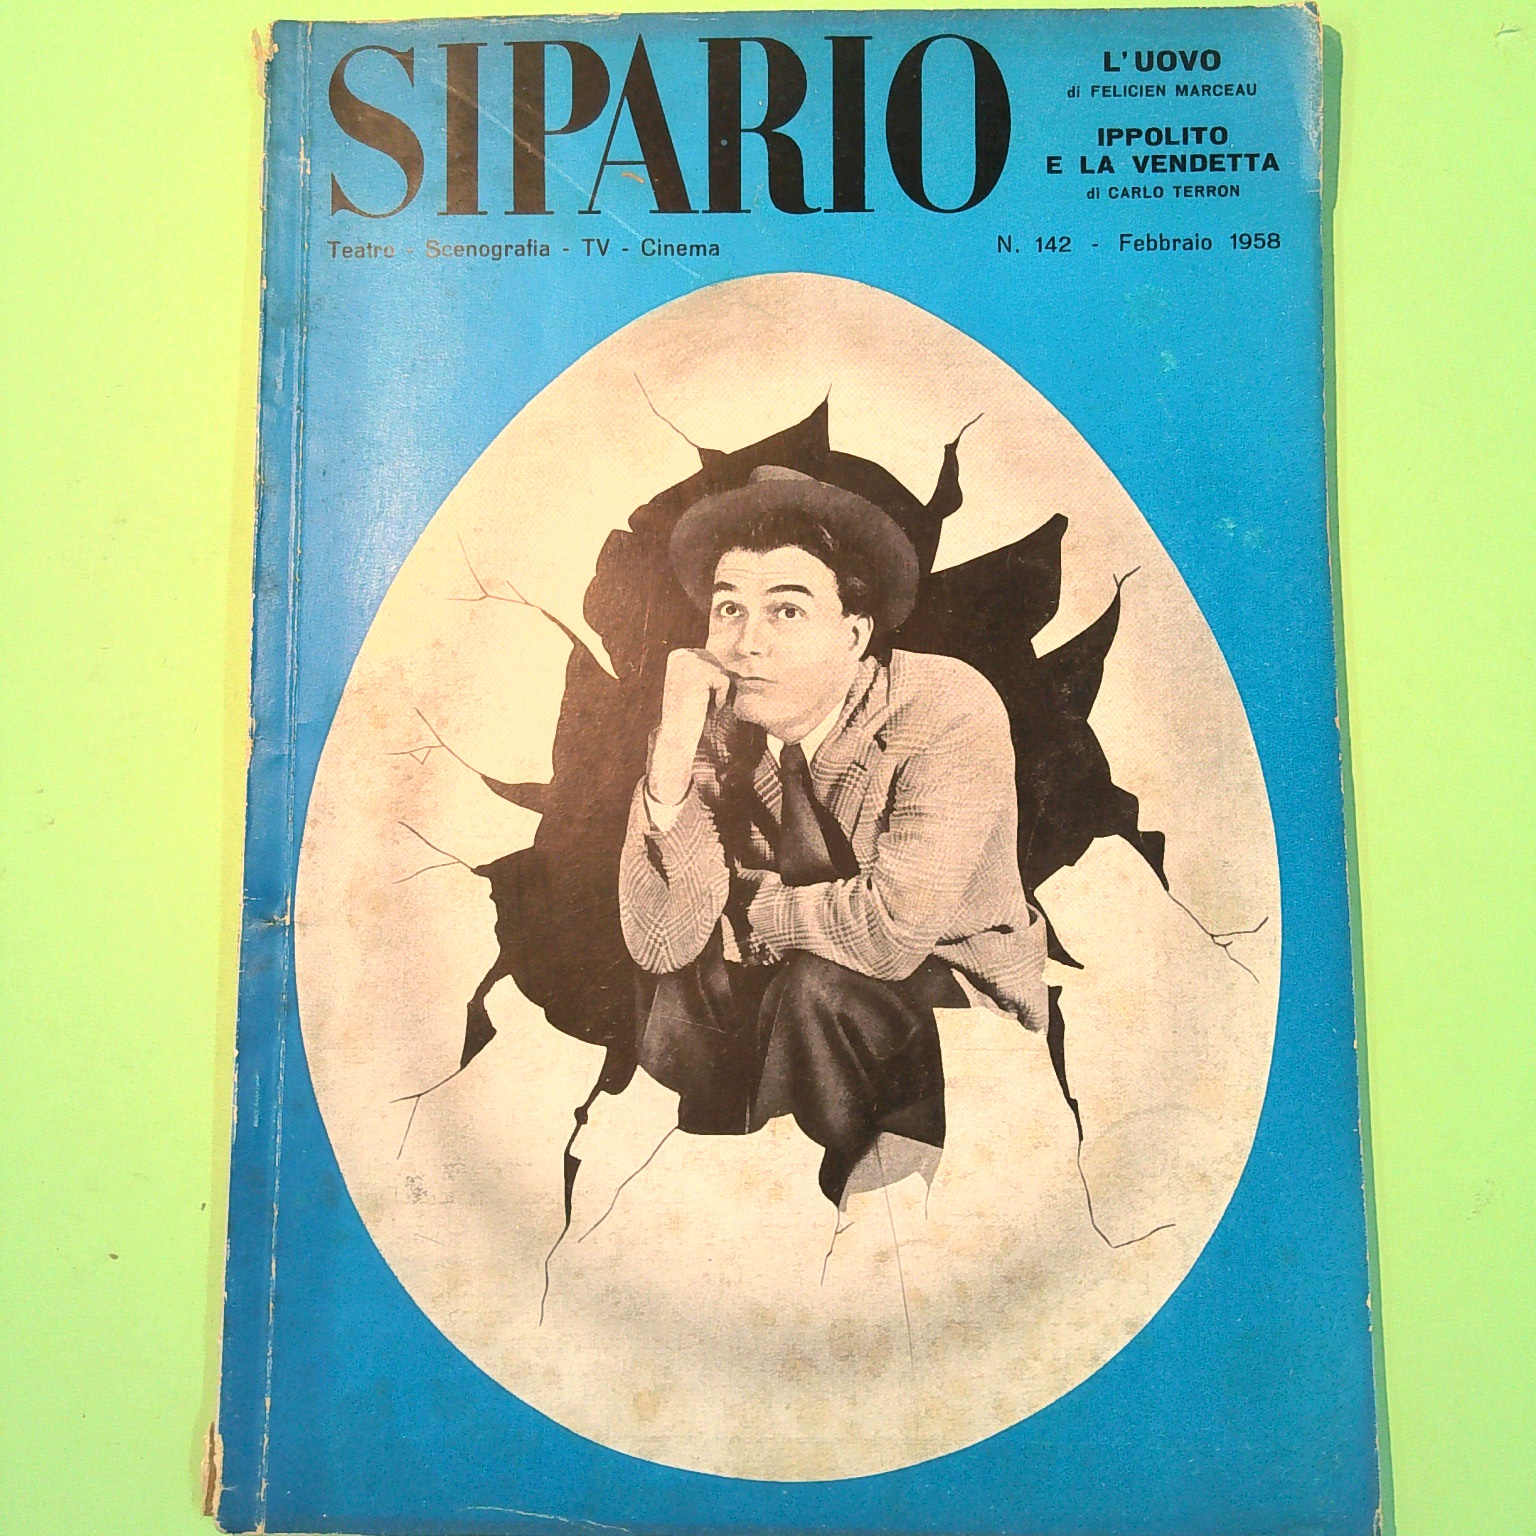 SIPARIO
L'UOVO
di FELICIEN MARCEAU
IPPOLITO
E LA VENDETTA
di CARLO TERRON
Teatro - Scenografia - TV - Cinema
N. 142 - Febbraio 1958